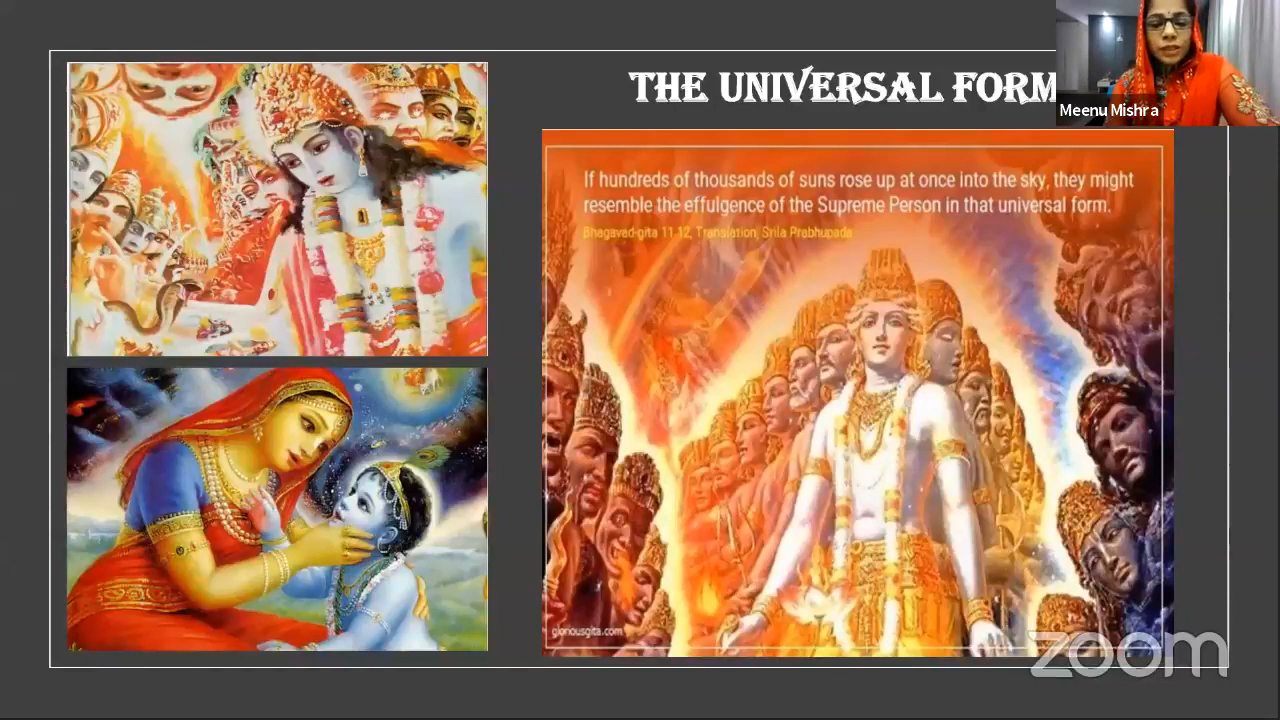 THE UNIVERSAL FORM
Meenu Mishra
If hundreds of thousands of suns rose up at once into the sky, they might
resemble the effulgence of the Supreme Person in that universal form.
Bhagavad-gita 11.12, Translation, Srila Prabhupada
gloriousgita.com
zoom